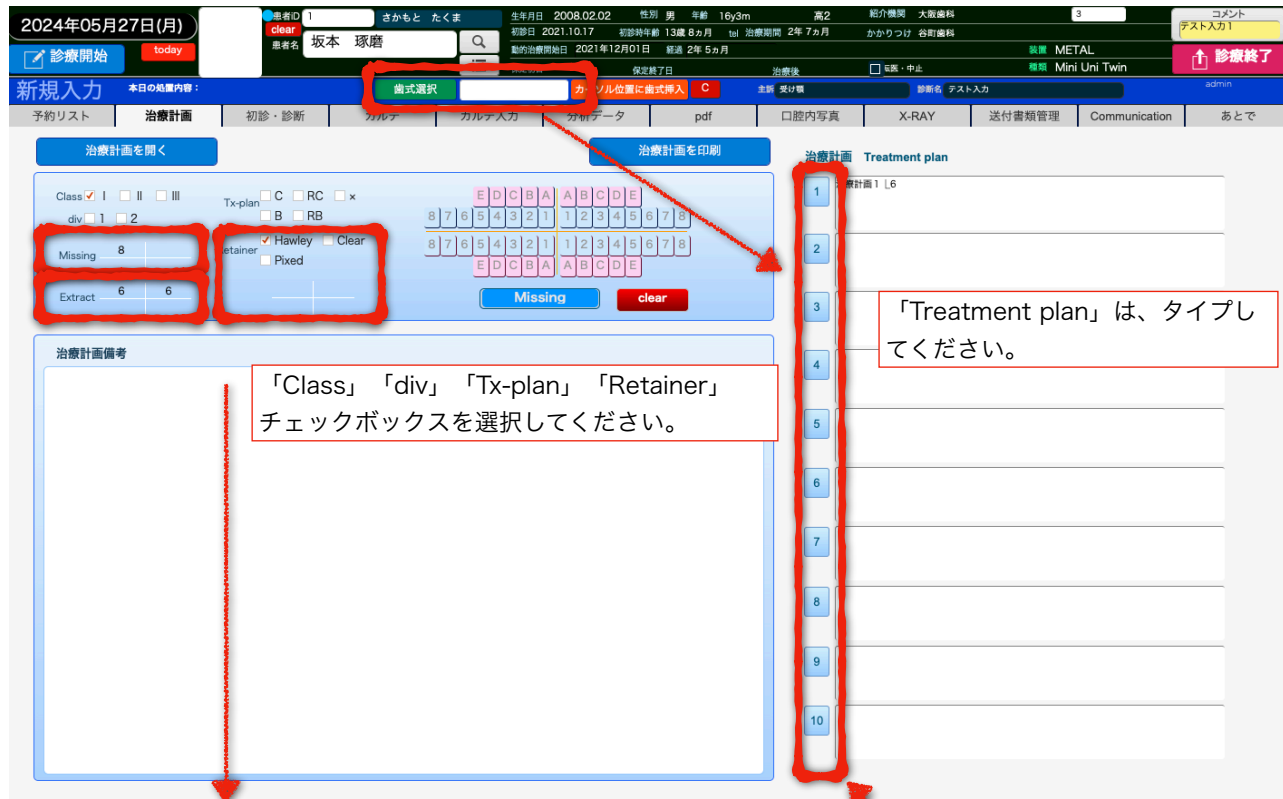 2024年05月27日(月)
診療開始
today
患者ID 1 さかもと たくま
clear
患者名 坂本 琢磨
生年月日 2008.02.02 性別 男 年齢 16y3m 高2
初診日 2021.10.17 初診時年齢 13歳 8ヵ月 tel 治療期間 2年 7ヵ月
動的治療開始日 2021年12月01日 経過 2年 5ヵ月
保定終了日 治療後
紹介機関 大阪歯科
かかりつけ 谷町歯科
転医・中止
3
装置 METAL
種類 Mini Uni Twin
コメント
テスト入力1
診療終了
新規入力 本日の処置内容：
歯式選択
カーソル位置に歯式挿入 C
主訴 受け顎
診断名 テスト入力
admin
予約リスト 治療計画 初診・診断 カルテ カルテ入力 分析データ pdf 口腔内写真 X-RAY 送付書類管理 Communication あとで
治療計画を開く
治療計画を印刷
治療計画 Treatment plan
Class I II III
div 1 2
Tx-plan C RC ×
B RB
Missing 8
Extract 6 6
etainer Hawley Clear
Pixed
E D C B A A B C D E
8 7 6 5 4 3 2 1 1 2 3 4 5 6 7 8
8 7 6 5 4 3 2 1 1 2 3 4 5 6 7 8
E D C B A A B C D E
Missing
clear
治療計画備考
「Class」「div」「Tx-plan」「Retainer」
チェックボックスを選択してください。
1 療計画1 ⌊6
2
3
4
5
6
7
8
9
10
「Treatment plan」は、タイプし
てください。